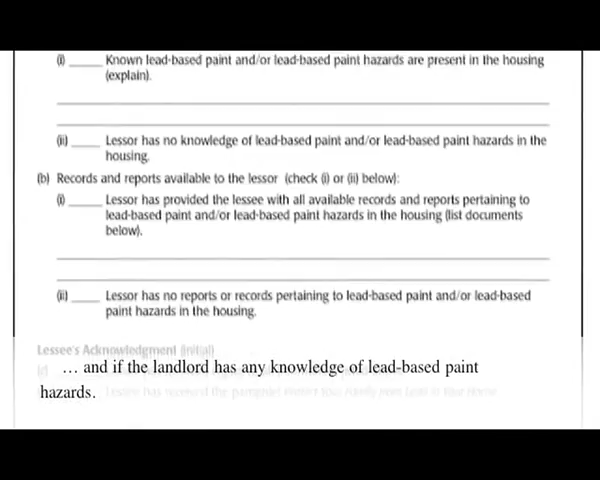 (i) _____ Known lead-based paint and/or lead-based paint hazards are present in the housing
(explain).
(ii) _____ Lessor has no knowledge of lead-based paint and/or lead-based paint hazards in the
housing.
(b) Records and reports available to the lessor (check (i) or (ii) below):
(i) _____ Lessor has provided the lessee with all available records and reports pertaining to
lead-based paint and/or lead-based paint hazards in the housing (list documents
below).
(ii) _____ Lessor has no reports or records pertaining to lead-based paint and/or lead-based
paint hazards in the housing.
Lessee's Acknowledgment (initial)
… and if the landlord has any knowledge of lead-based paint
hazards.